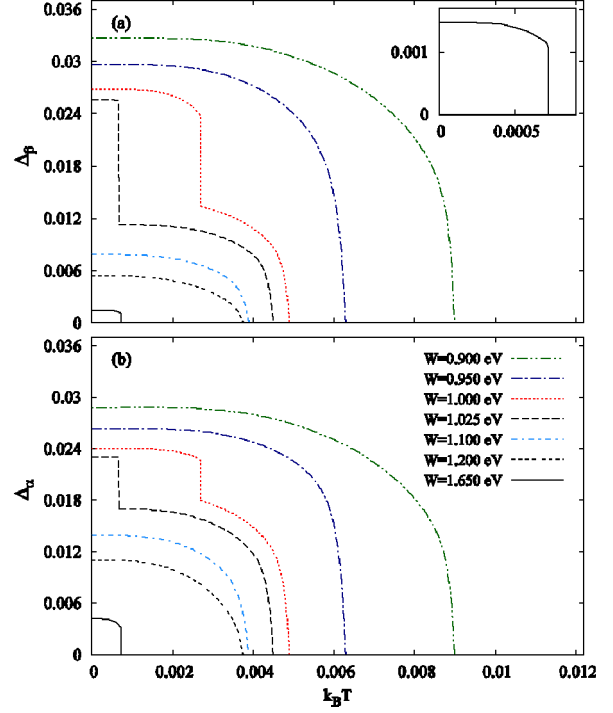 0.036
(a)
0.03
0.024
0.018
0.012
0.006
0
Δβ
0.001
0
0
0.0005
0.036
(b)
0.03
0.024
0.018
0.012
0.006
0
Δα
W=0.900 eV
W=0.950 eV
W=1.000 eV
W=1.025 eV
W=1.100 eV
W=1.200 eV
W=1.650 eV
0
0.002
0.004
0.006
0.008
0.01
0.012
k_BT